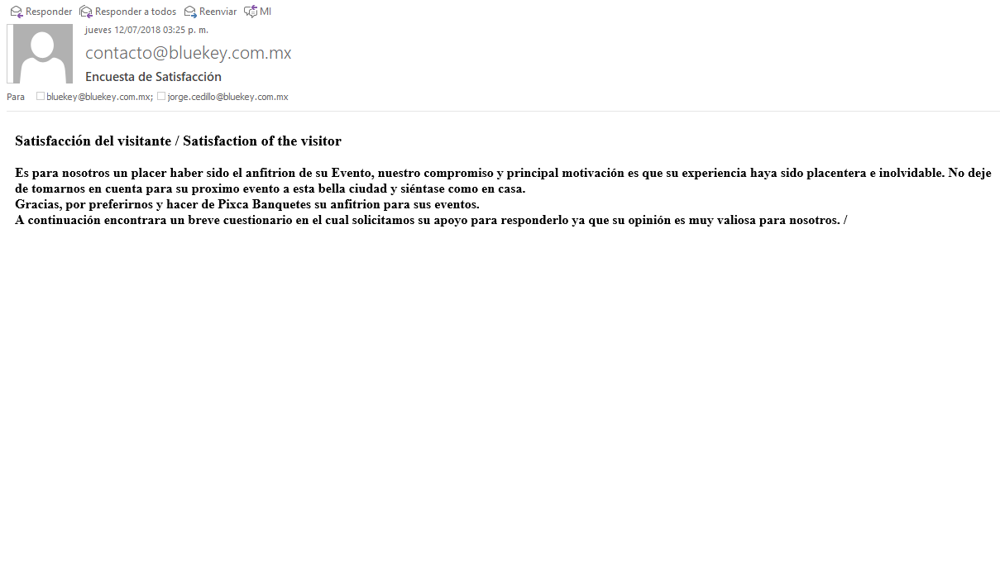 Responder Responder a todos Reenviar MI
jueves 12/07/2018 03:25 p. m.
contacto@bluekey.com.mx
Encuesta de Satisfacción
Para bluekey@bluekey.com.mx; jorge.cedillo@bluekey.com.mx
Satisfacción del visitante / Satisfaction of the visitor
Es para nosotros un placer haber sido el anfitrion de su Evento, nuestro compromiso y principal motivación es que su experiencia haya sido placentera e inolvidable. No deje
de tomarnos en cuenta para su proximo evento a esta bella ciudad y siéntase como en casa.
Gracias, por preferirnos y hacer de Pixca Banquetes su anfitrion para sus eventos.
A continuación encontrara un breve cuestionario en el cual solicitamos su apoyo para responderlo ya que su opinión es muy valiosa para nosotros. /